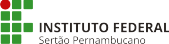 INSTITUTO FEDERAL
Sertão Pernambucano